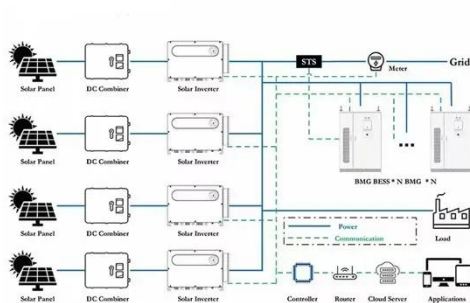 STS
Meter
Grid
Solar Panel DC Combiner Solar Inverter
Solar Panel DC Combiner Solar Inverter
BMG BESS * N BMG * N
Solar Panel DC Combiner Solar Inverter
Power
Communication
Load
Solar Panel DC Combiner Solar Inverter
Controller Router Cloud Server Applications